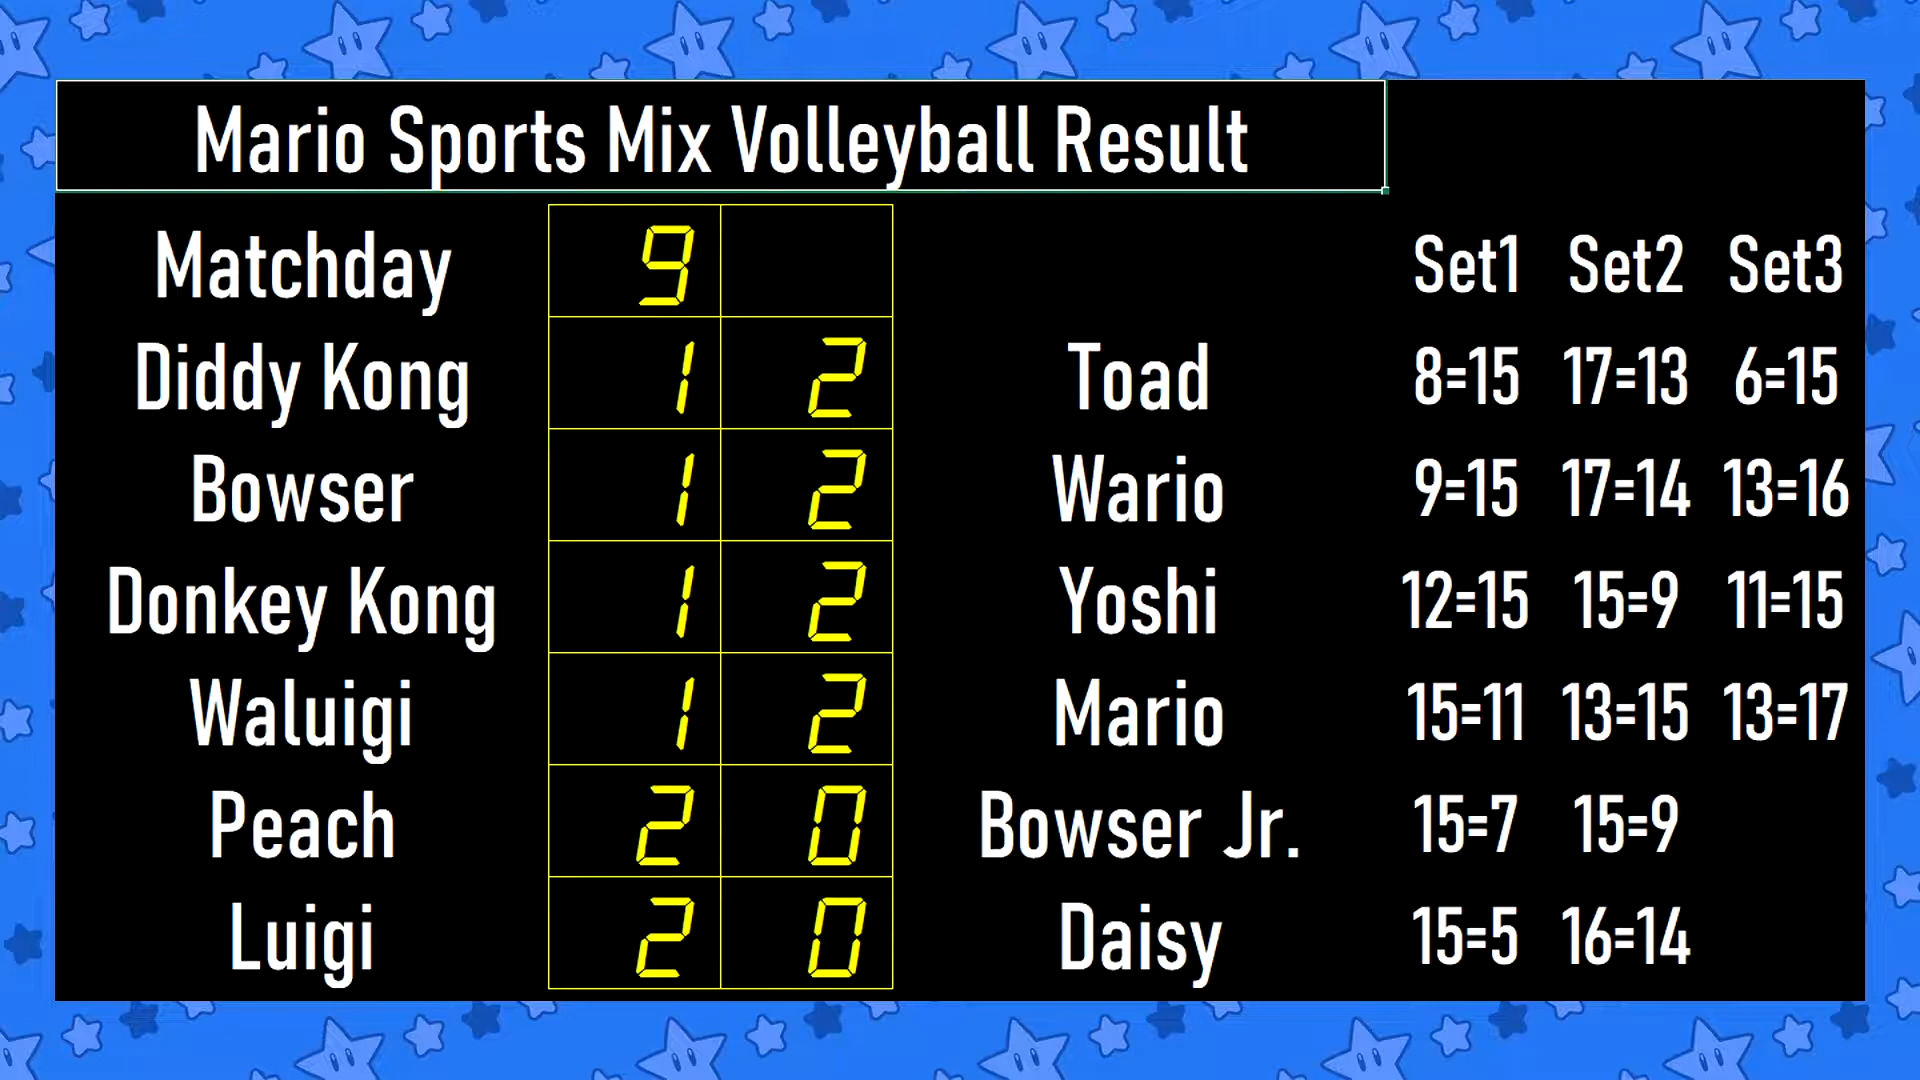 Mario Sports Mix Volleyball Result
Matchday 9 Set1 Set2 Set3
Diddy Kong 1 2 Toad 8=15 17=13 6=15
Bowser 1 2 Wario 9=15 17=14 13=16
Donkey Kong 1 2 Yoshi 12=15 15=9 11=15
Waluigi 1 2 Mario 15=11 13=15 13=17
Peach 2 0 Bowser Jr. 15=7 15=9
Luigi 2 0 Daisy 15=5 16=14